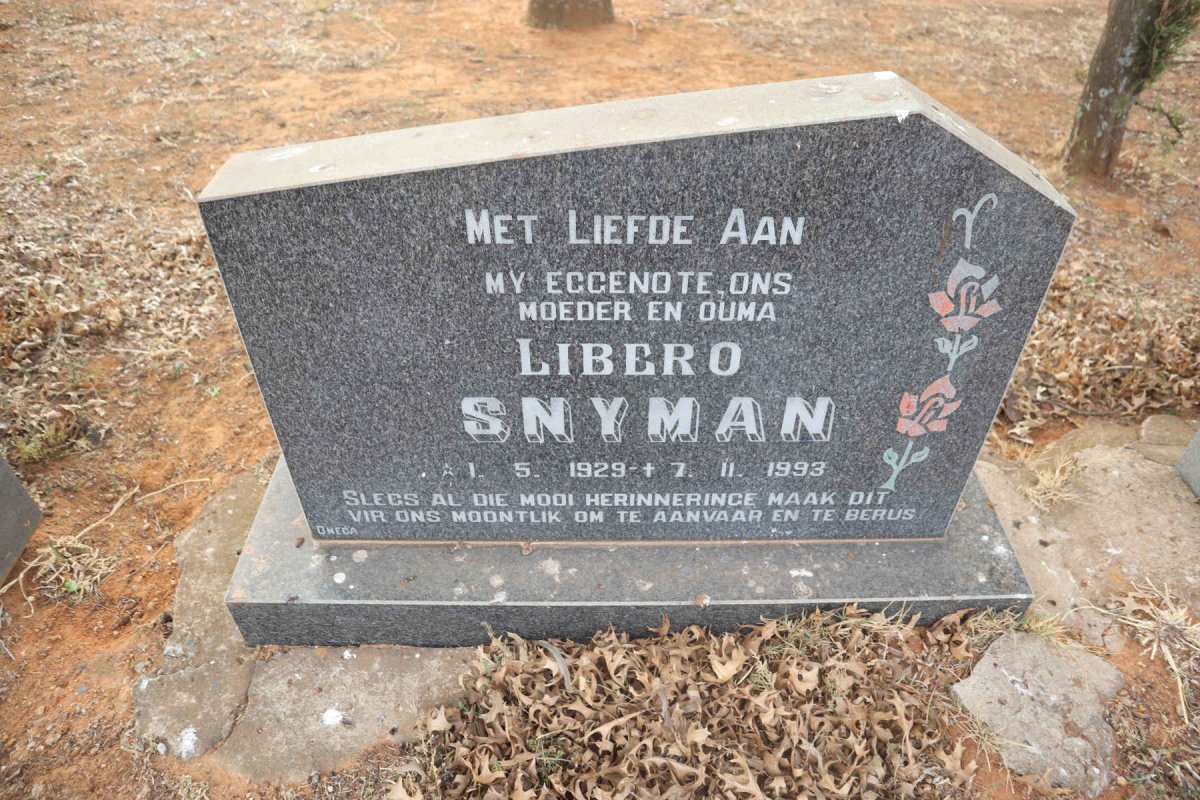 MET LIEFDE AAN
MY EGGENOTE, ONS
MOEDER EN OUMA
LIBERO
SNYMAN
* 1. 5. 1929 - † 7. 11. 1993
SLEGS AL DIE MOOI HERINNERINGE MAAK DIT
VIR ONS MOONTLIK OM TE AANVAAR EN TE BERUS
OMEGA